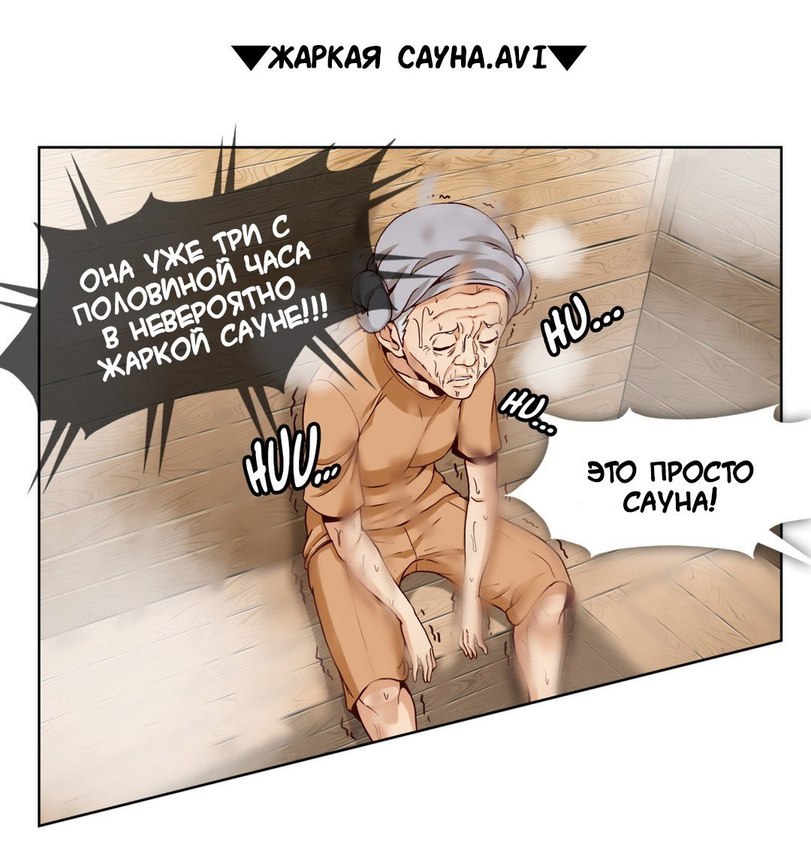 ▼ЖАРКАЯ САУНА.AVI▼
ОНА УЖЕ ТРИ С
ПОЛОВИНОЙ ЧАСА
В НЕВЕРОЯТНО
ЖАРКОЙ САУНЕ!!!
HU...
HU...
HUU...
ЭТО ПРОСТО
САУНА!